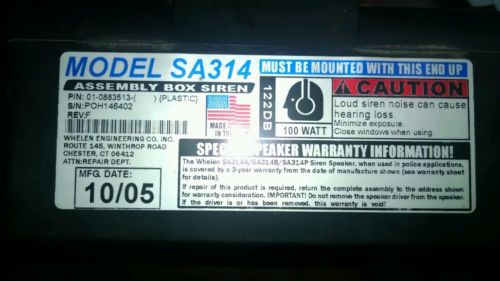 MODEL SA314
MUST BE MOUNTED WITH THIS END UP
ASSEMBLY BOX SIREN
P/N: 01-0883513-( ) (PLASTIC)
S/N: POH146402
REV:F
WHELEN ENGINEERING CO. INC.
ROUTE 145, WINTHROP ROAD
CHESTER, CT 06412
ATTN:REPAIR DEPT.
MADE
IN THE
122DB
100 WATT
CAUTION
Loud siren noise can cause
hearing loss.
Minimize exposure.
Close windows when using
MFG. DATE:
10/05
SPECIAL SPEAKER WARRANTY INFORMATION!
The Whelen SA314A/SA314B/SA314P Siren Speaker, when used in police applications,
is covered by a 3-year warranty from the date of manufacture shown (see warranty sheet
for details).
If repair of this product is required, return the complete assembly to the address shown
for warranty consideration. IMPORTANT! Do not remove the speaker driver from the speaker.
If the driver is or has been removed, this warranty is void!